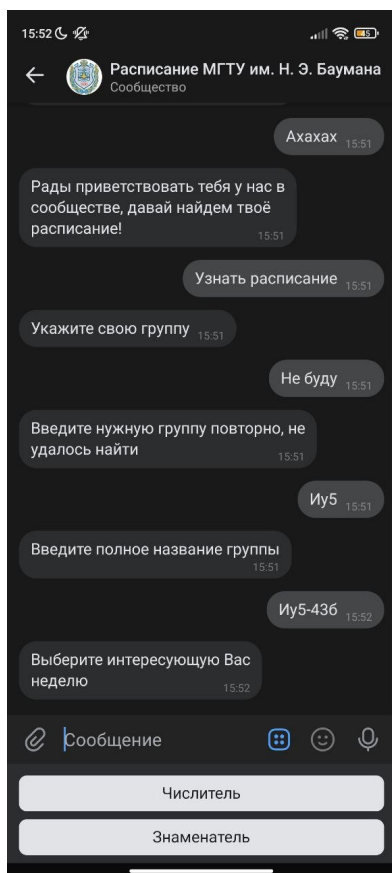 15:52
45
Расписание МГТУ им. Н. Э. Баумана
Сообщество
Ахахах 15:51
Рады приветствовать тебя у нас в
сообществе, давай найдем твоё
расписание!
15:51
Узнать расписание 15:51
Укажите свою группу 15:51
Не буду 15:51
Введите нужную группу повторно, не
удалось найти
15:51
Иу5 15:51
Введите полное название группы
15:51
Иу5-43б 15:52
Выберите интересующую Вас
неделю
15:52
Сообщение
Числитель
Знаменатель